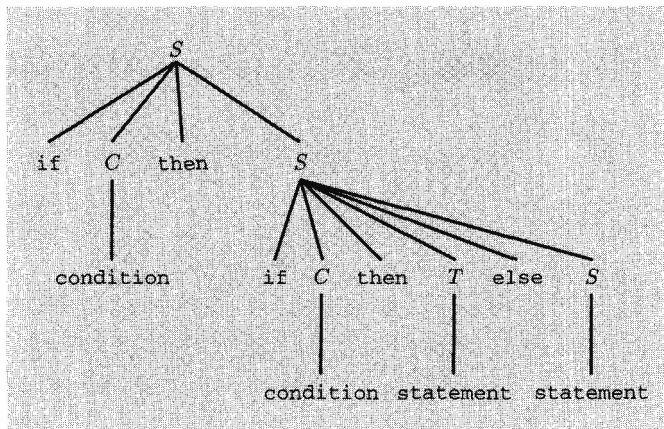 S
if C then S
condition if C then T else S
condition statement statement